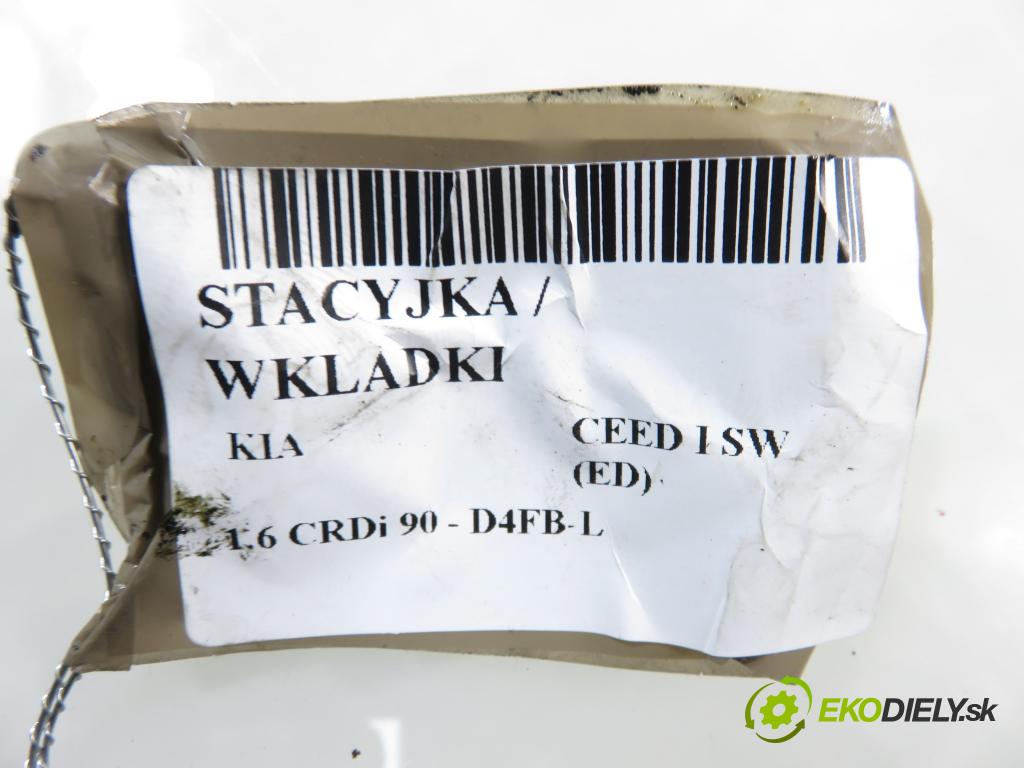 STACYJKA /
WKLADKI
KIA
CEED I SW
(ED)
1.6 CRDi 90 - D4FB-L
EKODIELY.sk